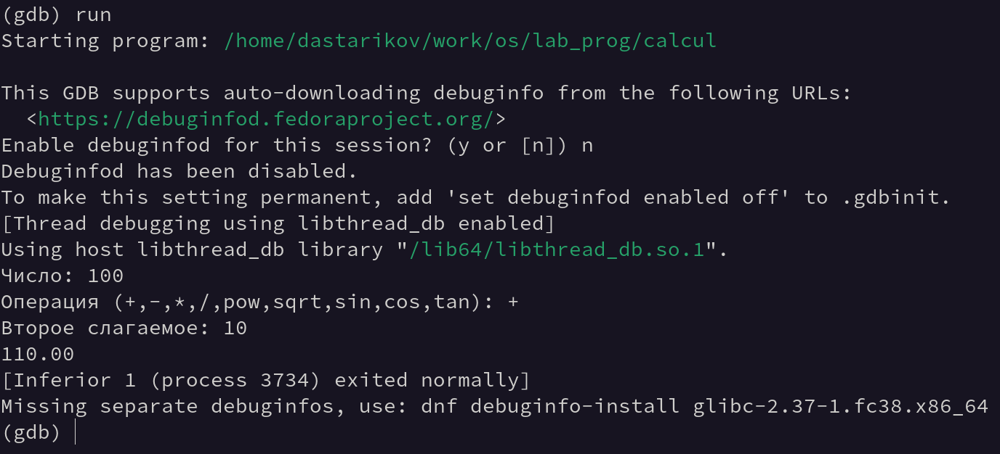 (gdb) run
Starting program: /home/dastarikov/work/os/lab_prog/calcul
This GDB supports auto-downloading debuginfo from the following URLs:
<https://debuginfod.fedoraproject.org/>
Enable debuginfod for this session? (y or [n]) n
Debuginfod has been disabled.
To make this setting permanent, add 'set debuginfod enabled off' to .gdbinit.
[Thread debugging using libthread_db enabled]
Using host libthread_db library "/lib64/libthread_db.so.1".
Число: 100
Операция (+,-,*,/,pow,sqrt,sin,cos,tan): +
Второе слагаемое: 10
110.00
[Inferior 1 (process 3734) exited normally]
Missing separate debuginfos, use: dnf debuginfo-install glibc-2.37-1.fc38.x86_64
(gdb)